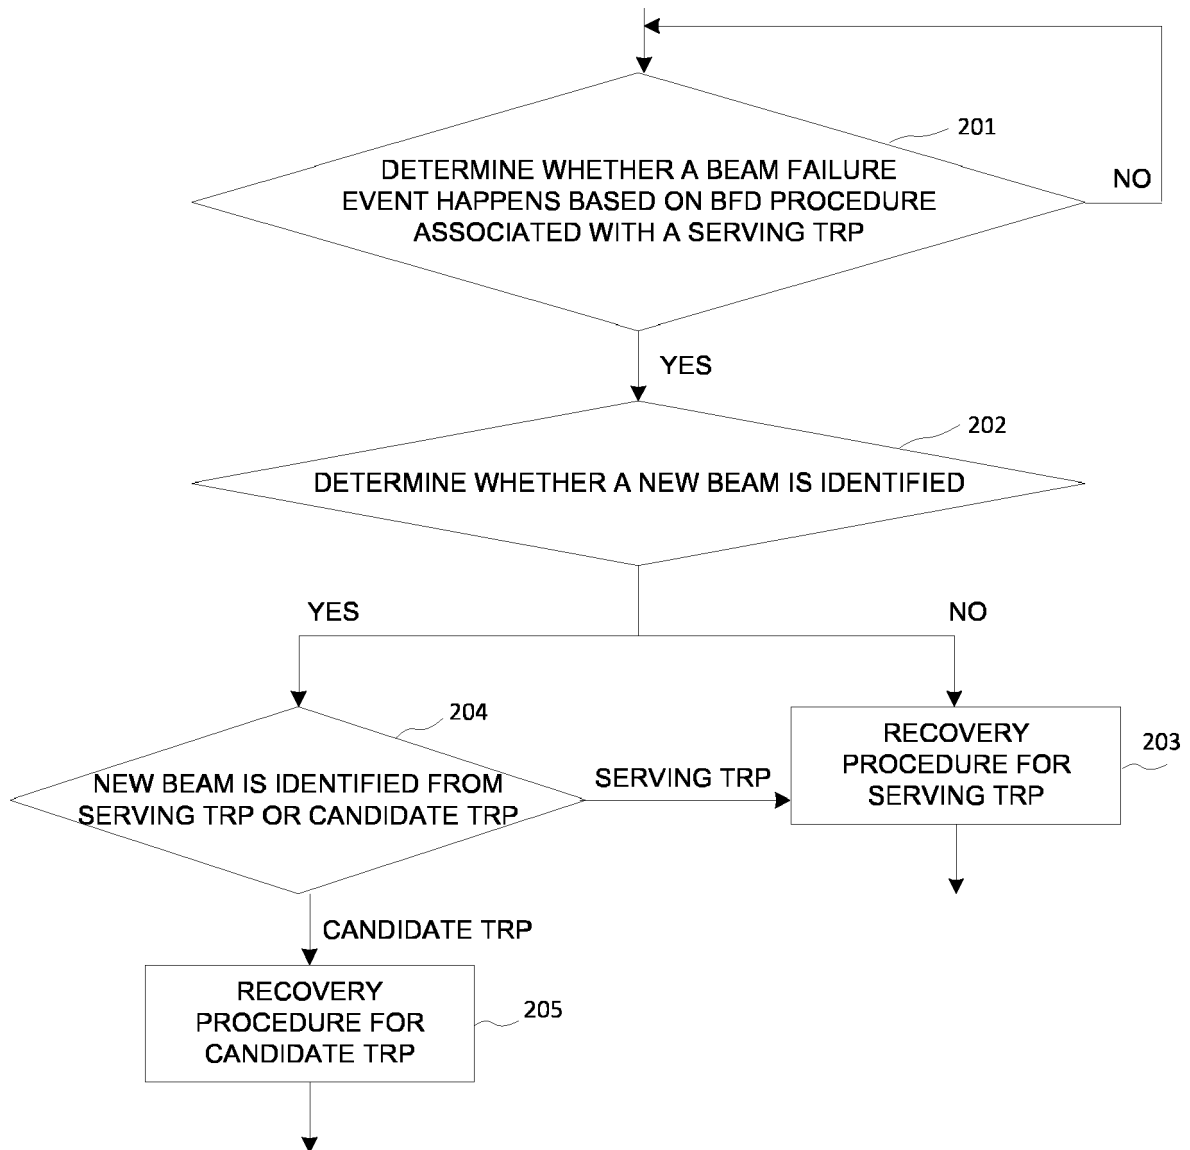 201
DETERMINE WHETHER A BEAM FAILURE
EVENT HAPPENS BASED ON BFD PROCEDURE
ASSOCIATED WITH A SERVING TRP
NO
YES
202
DETERMINE WHETHER A NEW BEAM IS IDENTIFIED
YES
NO
204
NEW BEAM IS IDENTIFIED FROM
SERVING TRP OR CANDIDATE TRP
SERVING TRP
RECOVERY
PROCEDURE FOR
SERVING TRP
203
CANDIDATE TRP
RECOVERY
PROCEDURE FOR
CANDIDATE TRP
205